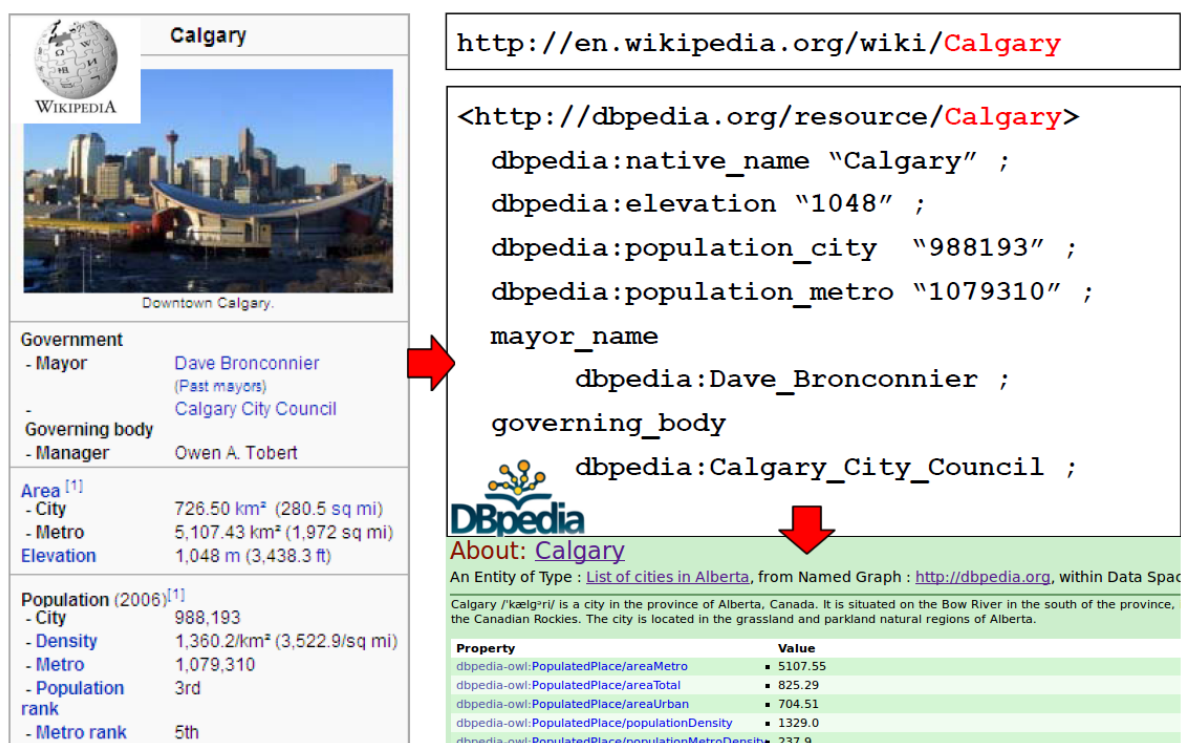 Calgary
WIKIPEDIA
Downtown Calgary.
Government
- Mayor Dave Bronconnier
(Past mayors)
- Calgary City Council
Governing body
- Manager Owen A. Tobert
Area [1]
- City 726.50 km² (280.5 sq mi)
- Metro 5,107.43 km² (1,972 sq mi)
Elevation 1,048 m (3,438.3 ft)
Population (2006)[1]
- City 988,193
- Density 1,360.2/km² (3,522.9/sq mi)
- Metro 1,079,310
- Population 3rd
rank
- Metro rank 5th
http://en.wikipedia.org/wiki/Calgary
<http://dbpedia.org/resource/Calgary>
dbpedia:native_name “Calgary” ;
dbpedia:elevation “1048” ;
dbpedia:population_city “988193” ;
dbpedia:population_metro “1079310” ;
mayor_name
dbpedia:Dave_Bronconnier ;
governing_body
dbpedia:Calgary_City_Council ;
DBpedia
About: Calgary
An Entity of Type : List of cities in Alberta, from Named Graph : http://dbpedia.org, within Data Spac
Calgary /ˈkælɡᵊri/ is a city in the province of Alberta, Canada. It is situated on the Bow River in the south of the province,
the Canadian Rockies. The city is located in the grassland and parkland natural regions of Alberta.
Property Value
dbpedia-owl:PopulatedPlace/areaMetro ▪ 5107.55
dbpedia-owl:PopulatedPlace/areaTotal ▪ 825.29
dbpedia-owl:PopulatedPlace/areaUrban ▪ 704.51
dbpedia-owl:PopulatedPlace/populationDensity ▪ 1329.0
dbpedia-owl:PopulatedPlace/populationMetroDensity ▪ 237.9